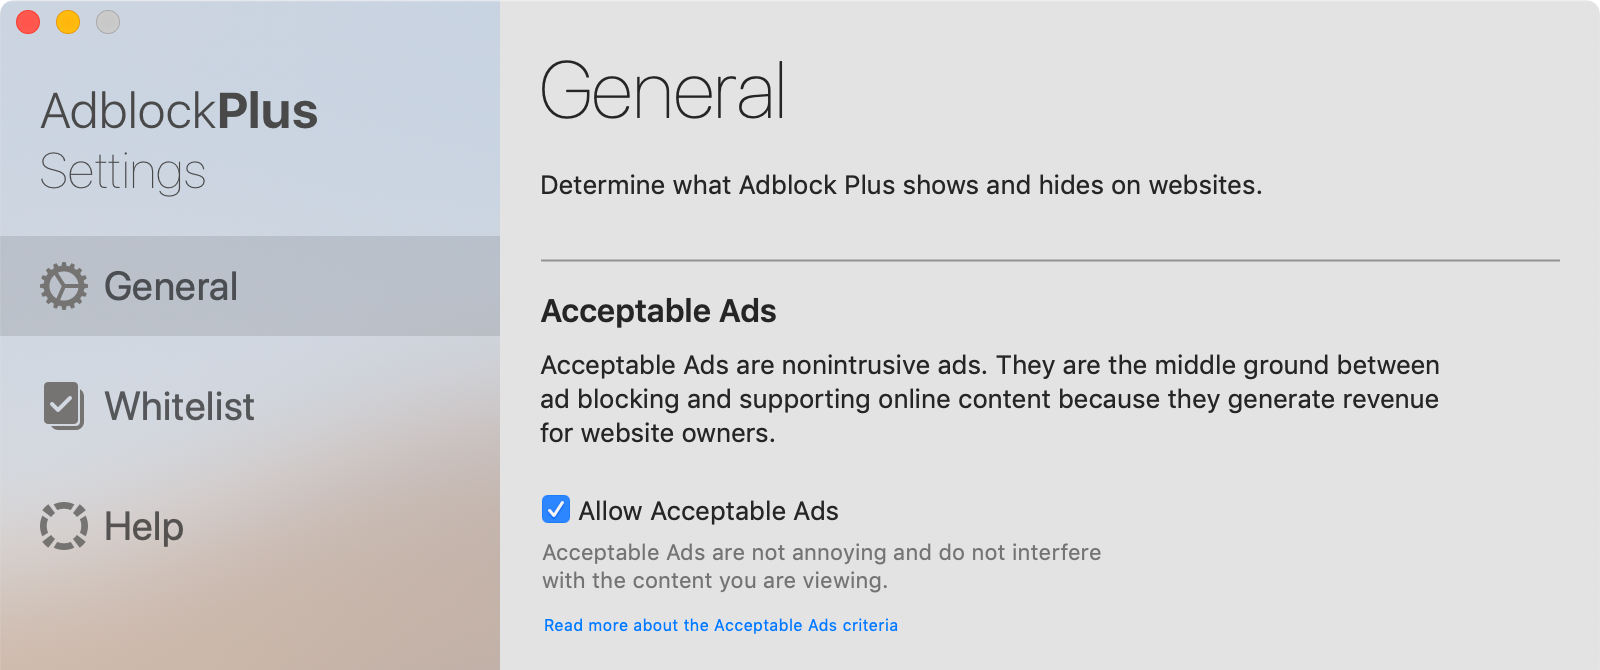 AdblockPlus
Settings
General
Whitelist
Help
General
Determine what Adblock Plus shows and hides on websites.
Acceptable Ads
Acceptable Ads are nonintrusive ads. They are the middle ground between
ad blocking and supporting online content because they generate revenue
for website owners.
Allow Acceptable Ads
Acceptable Ads are not annoying and do not interfere
with the content you are viewing.
Read more about the Acceptable Ads criteria